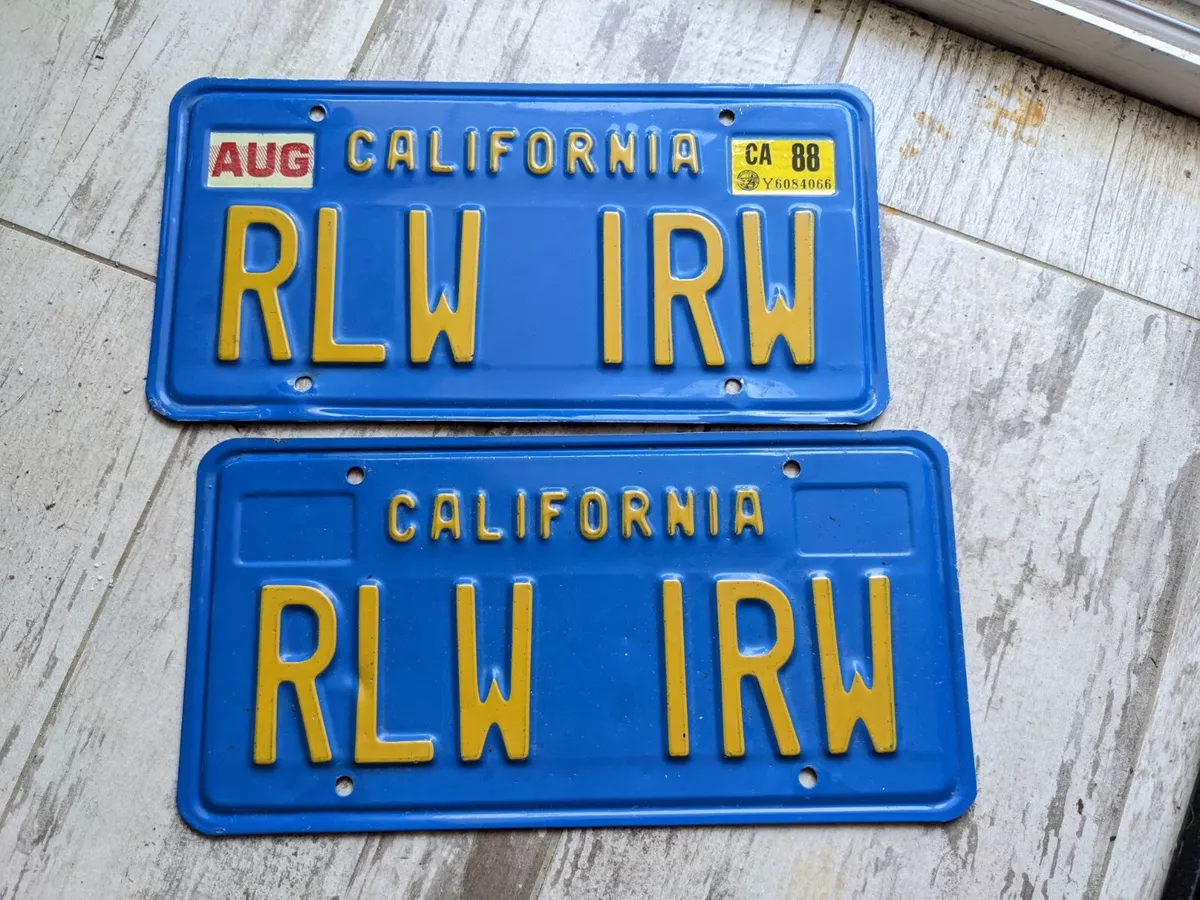 AUG CALIFORNIA CA 88
Y6084066
RLW IRW
CALIFORNIA
RLW IRW